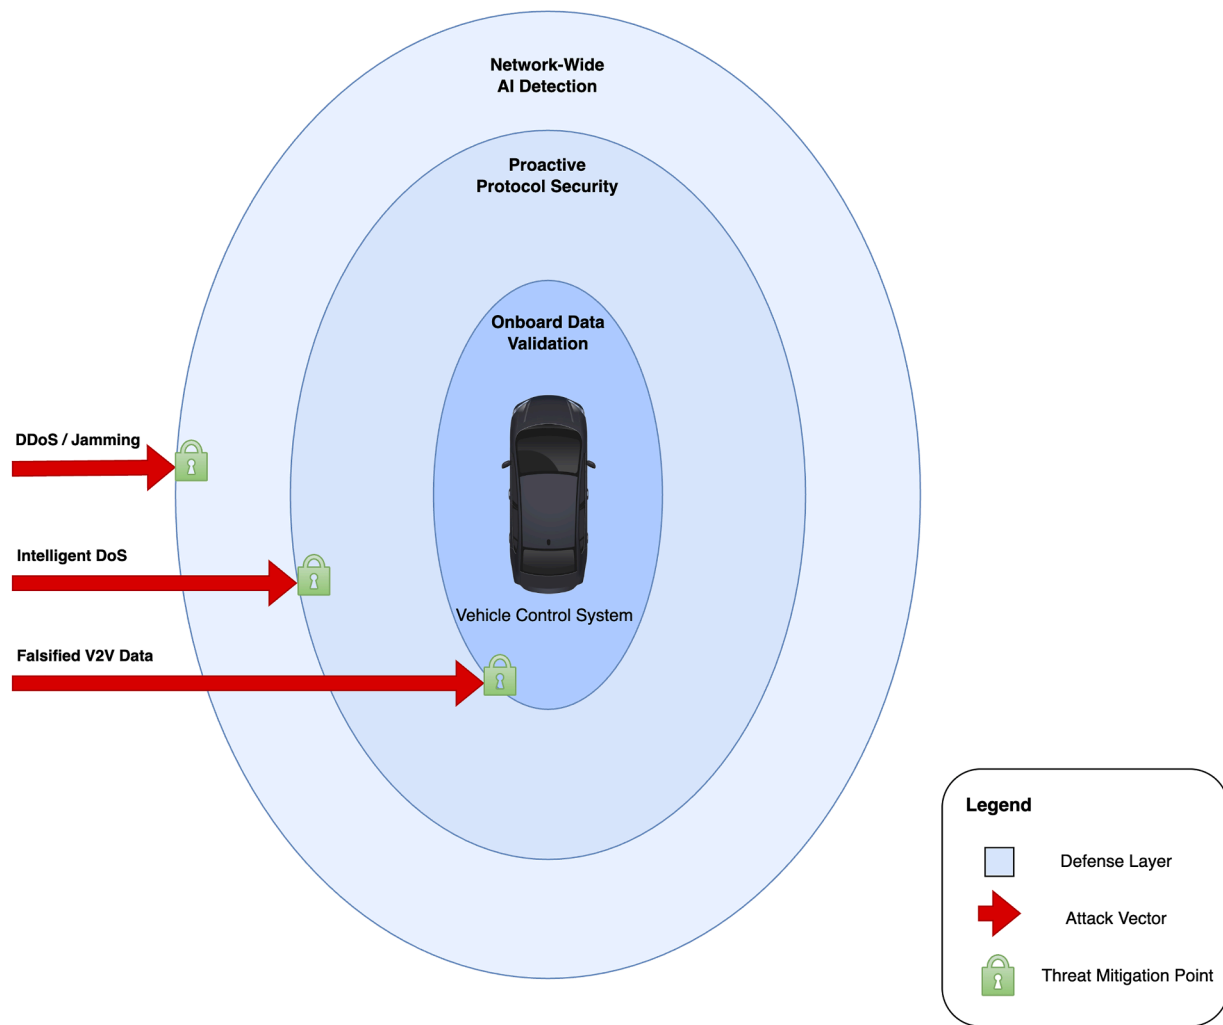 Network-Wide
AI Detection
Proactive
Protocol Security
Onboard Data
Validation
DDoS / Jamming
Intelligent DoS
Vehicle Control System
Falsified V2V Data
Legend
Defense Layer
Attack Vector
Threat Mitigation Point